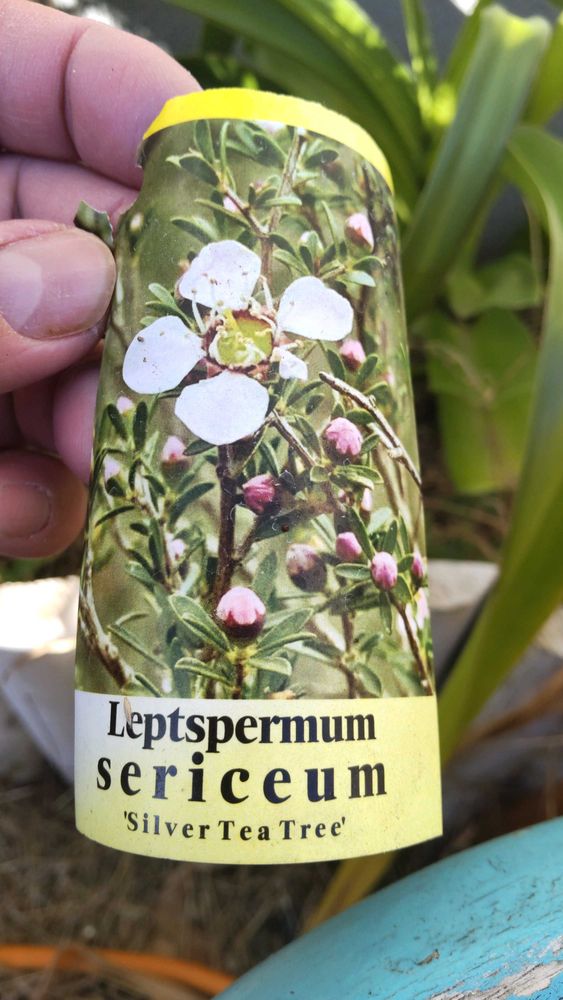 Leptspermum
sericeum
'Silver Tea Tree'